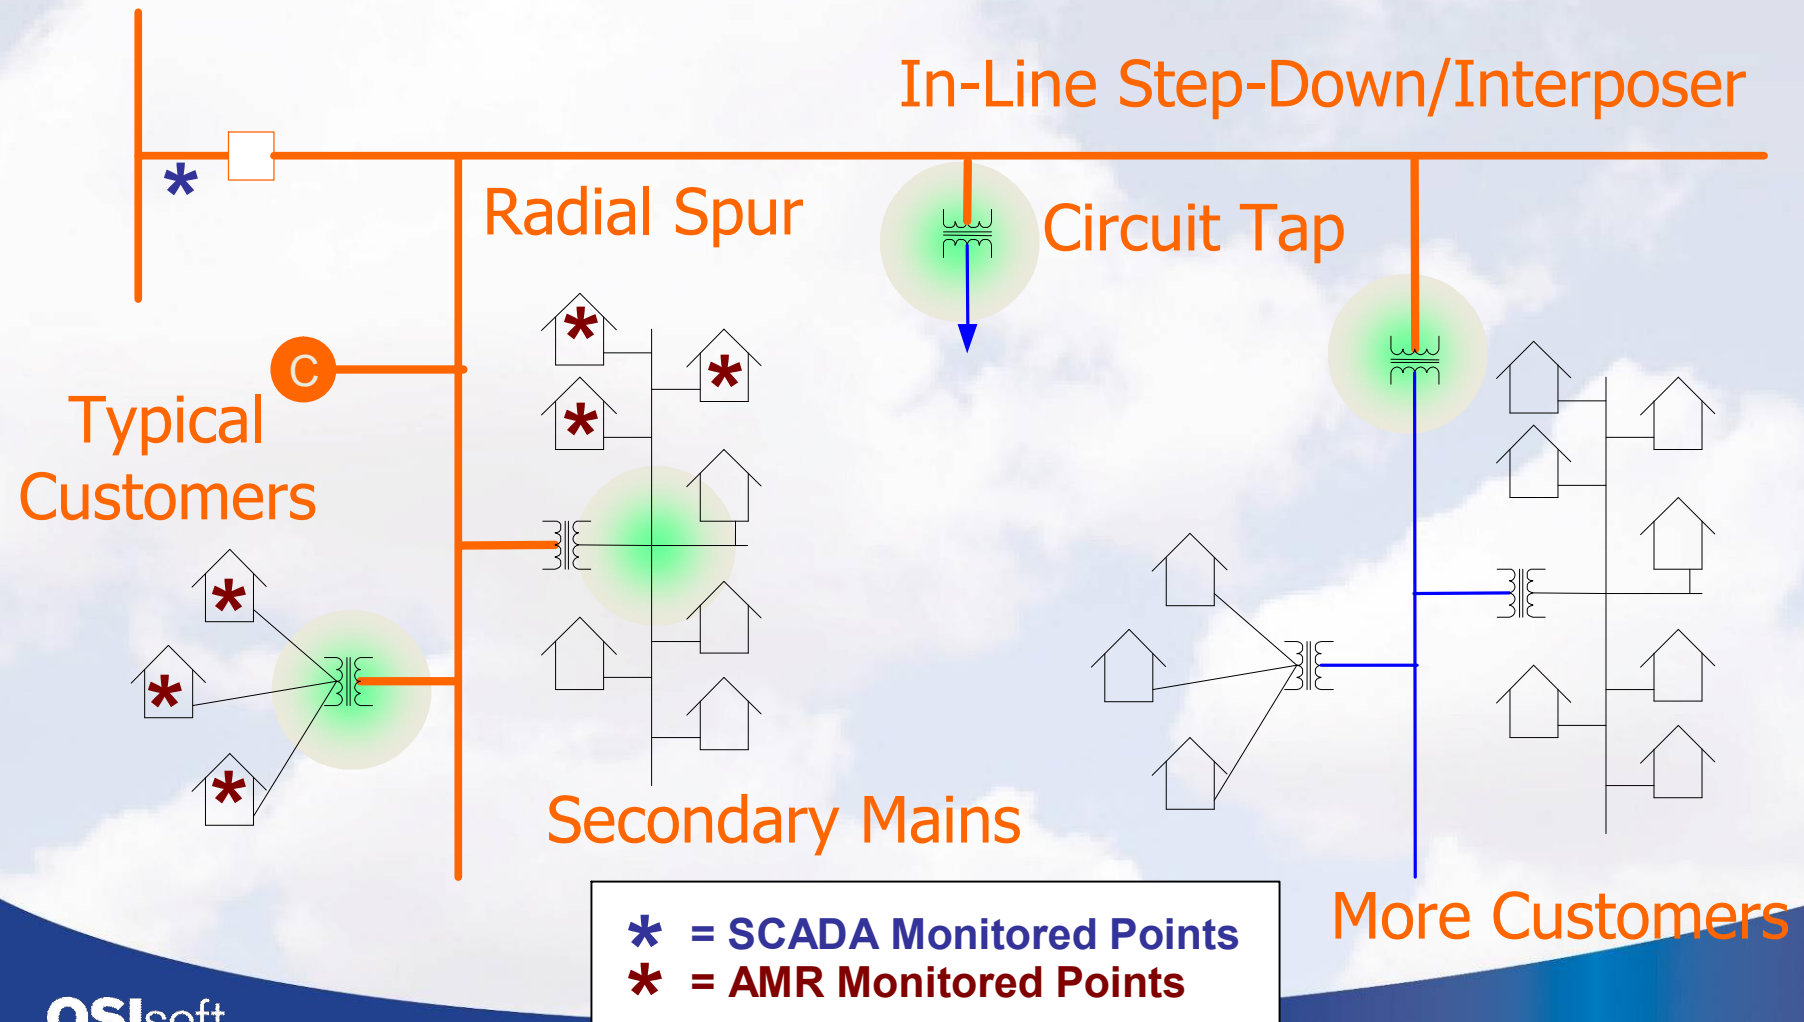 In-Line Step-Down/Interposer
Radial Spur
Circuit Tap
C
Typical
Customers
Secondary Mains
More Customers
* = SCADA Monitored Points
* = AMR Monitored Points
OSIsoft